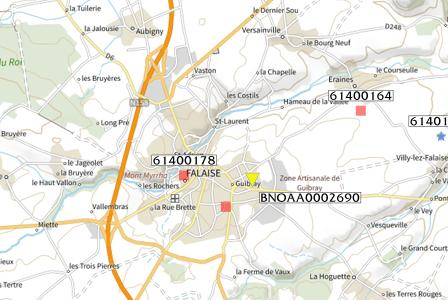 la Tuilerie
le Dernier Sou
la Jalousie
Aubigny
Versainville
D248
le Bourg Neuf
D6
les Bruyères
Vaston
la Chapelle
Eraines
le Courseulle
du Roi
les Costils
61400164
N158
Hameau de la Vallée
Long Pré
St-Laurent
6140
les Bruyère
61400178
le Jageolet
la Bruyère
Mont Myrrha
FALAISE
Zone Artisanale de Guibray
Villy-lez-Falaise
le Haut Vallon
les Rochers
Guibray
BNOAA0002690
Vallembras
la Rue Brette
Miette
Vesqueville
le Grand Court
les Trois Pierres
la Ferme de Vaux
la Hoguette
les Terres Rouge
Tertre